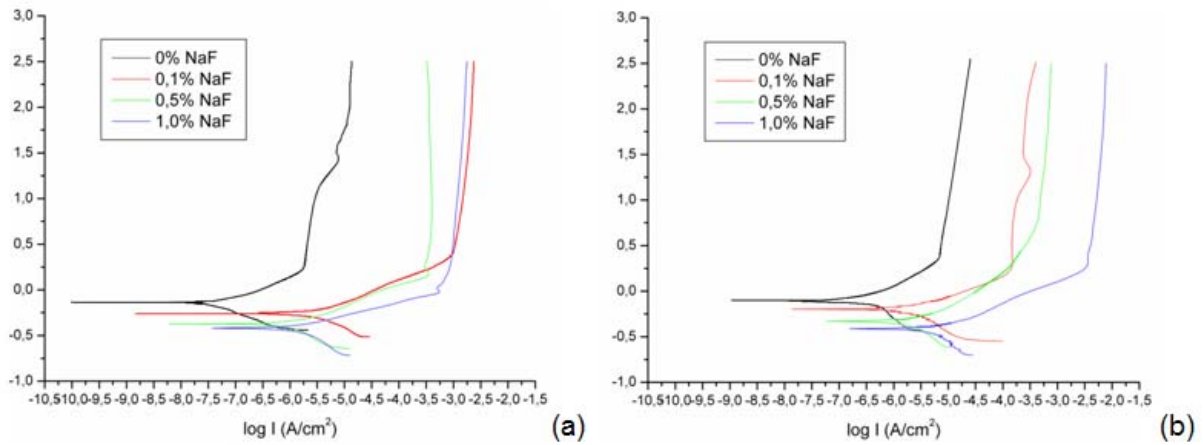 3,0
2,5
2,0
1,5
1,0
0,5
0,0
-0,5
-1,0
0% NaF
0,1% NaF
0,5% NaF
1,0% NaF
-10,5 -10,0 -9,5 -9,0 -8,5 -8,0 -7,5 -7,0 -6,5 -6,0 -5,5 -5,0 -4,5 -4,0 -3,5 -3,0 -2,5 -2,0 -1,5
log I (A/cm²)
(a)
3,0
2,5
2,0
1,5
1,0
0,5
0,0
-0,5
-1,0
0% NaF
0,1% NaF
0,5% NaF
1,0% NaF
-10,5 -10,0 -9,5 -9,0 -8,5 -8,0 -7,5 -7,0 -6,5 -6,0 -5,5 -5,0 -4,5 -4,0 -3,5 -3,0 -2,5 -2,0 -1,5
log I (A/cm²)
(b)